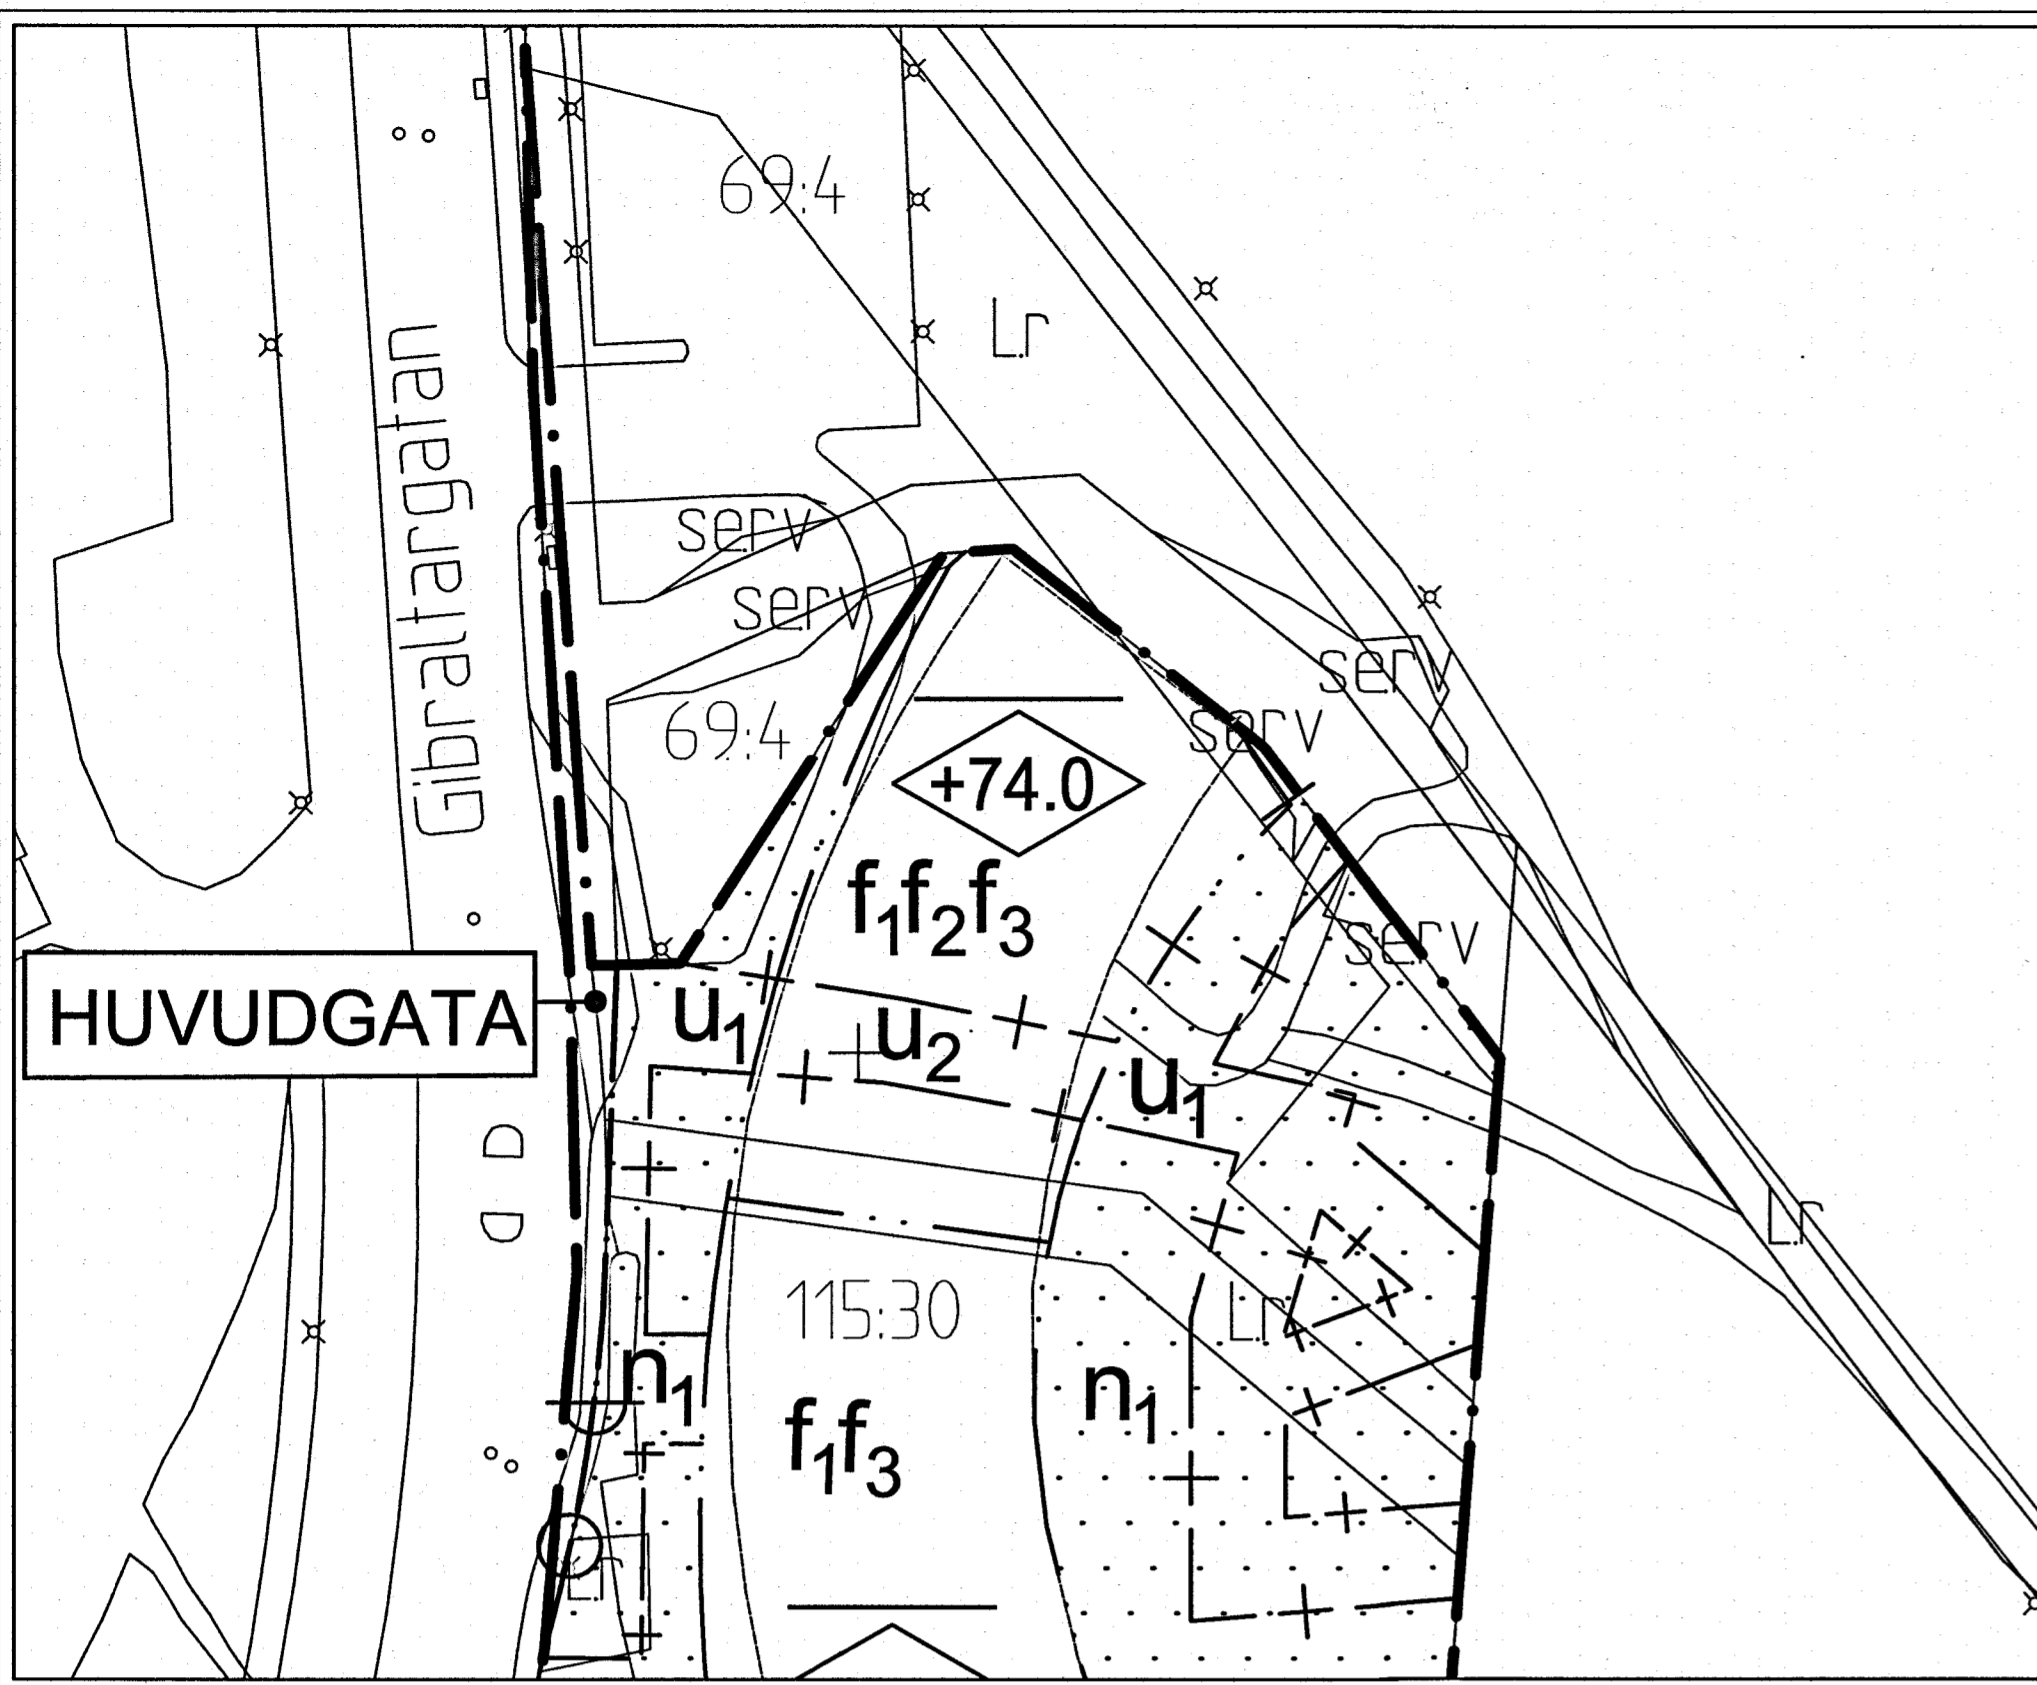 69:4
Lr
Gibraltargatan
serv
serv
serv
69:4
serv
+74.0
f1f2f3
serv
HUVUDGATA
u1
u2
u1
Lr
115:30
Lr
n1
n1
f1f3
Lr